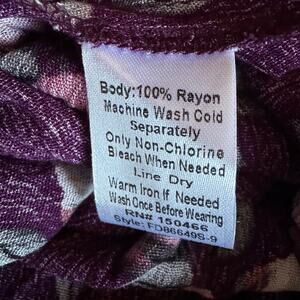 Body:100% Rayon
Machine Wash Cold
Separately
Only Non-Chlorine
Bleach When Needed
Line Dry
Warm Iron If Needed
Wash Once Before Wearing
RN# 150466
Style: FD86649S-9